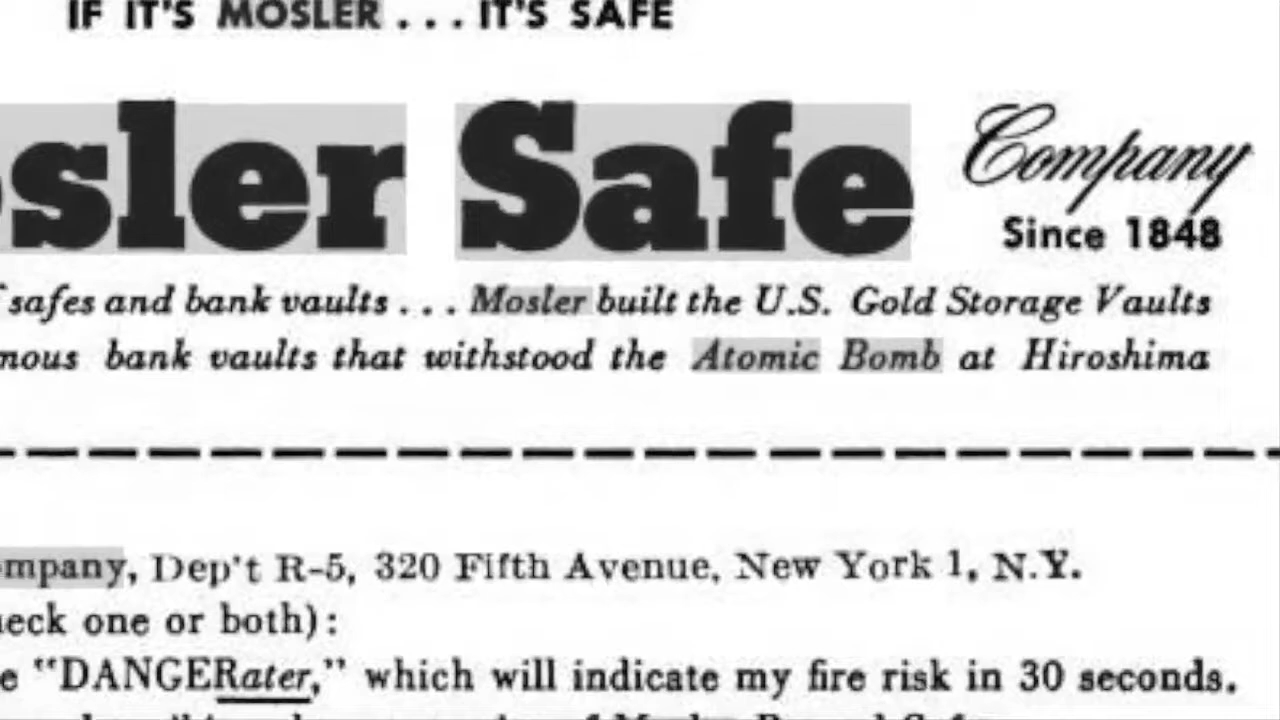 IF IT'S MOSLER . . . IT'S SAFE
sler Safe Company
Since 1848
safes and bank vaults . . . Mosler built the U.S. Gold Storage Vaults
mous bank vaults that withstood the Atomic Bomb at Hiroshima
ompany, Dep't R-5, 320 Fifth Avenue, New York 1, N.Y.
eck one or both):
e "DANGERater," which will indicate my fire risk in 30 seconds.